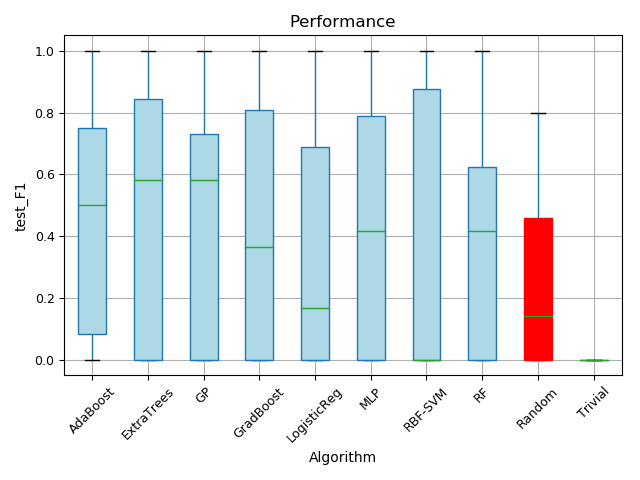 Performance
test_F1
1.0
0.8
0.6
0.4
0.2
0.0
AdaBoost
ExtraTrees
GP
GradBoost
LogisticReg
MLP
RBF-SVM
RF
Random
Trivial
Algorithm